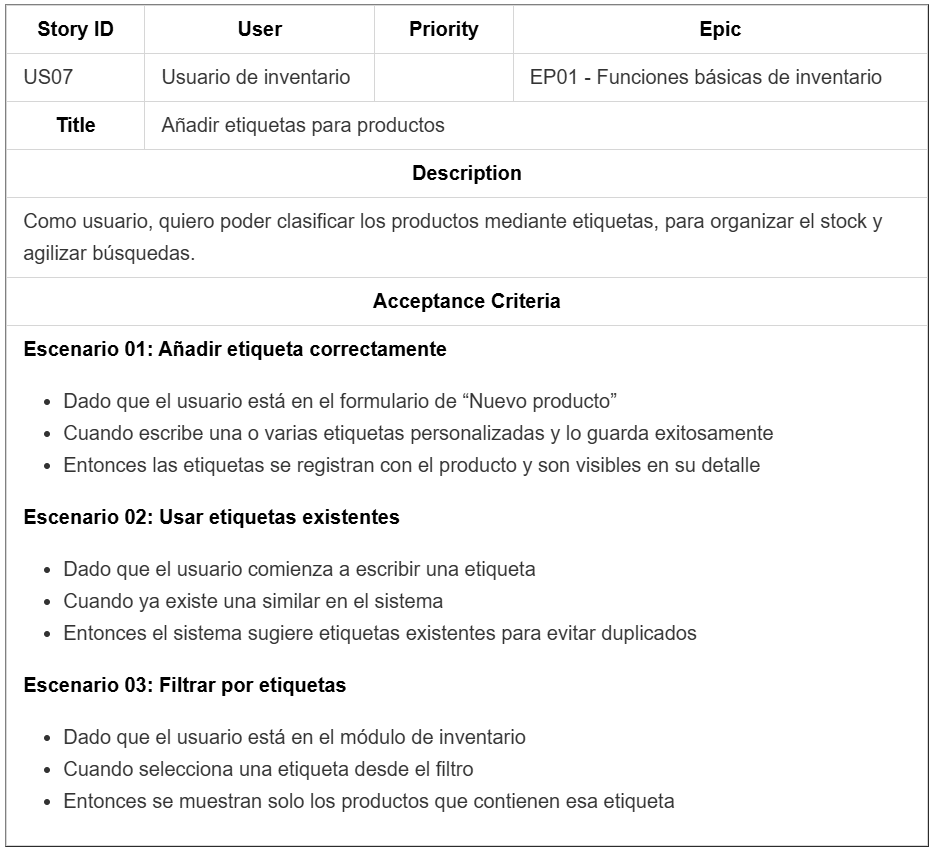 Story ID User Priority Epic
US07 Usuario de inventario EP01 - Funciones básicas de inventario
Title Añadir etiquetas para productos
Description
Como usuario, quiero poder clasificar los productos mediante etiquetas, para organizar el stock y
agilizar búsquedas.
Acceptance Criteria
Escenario 01: Añadir etiqueta correctamente
• Dado que el usuario está en el formulario de “Nuevo producto”
• Cuando escribe una o varias etiquetas personalizadas y lo guarda exitosamente
• Entonces las etiquetas se registran con el producto y son visibles en su detalle
Escenario 02: Usar etiquetas existentes
• Dado que el usuario comienza a escribir una etiqueta
• Cuando ya existe una similar en el sistema
• Entonces el sistema sugiere etiquetas existentes para evitar duplicados
Escenario 03: Filtrar por etiquetas
• Dado que el usuario está en el módulo de inventario
• Cuando selecciona una etiqueta desde el filtro
• Entonces se muestran solo los productos que contienen esa etiqueta